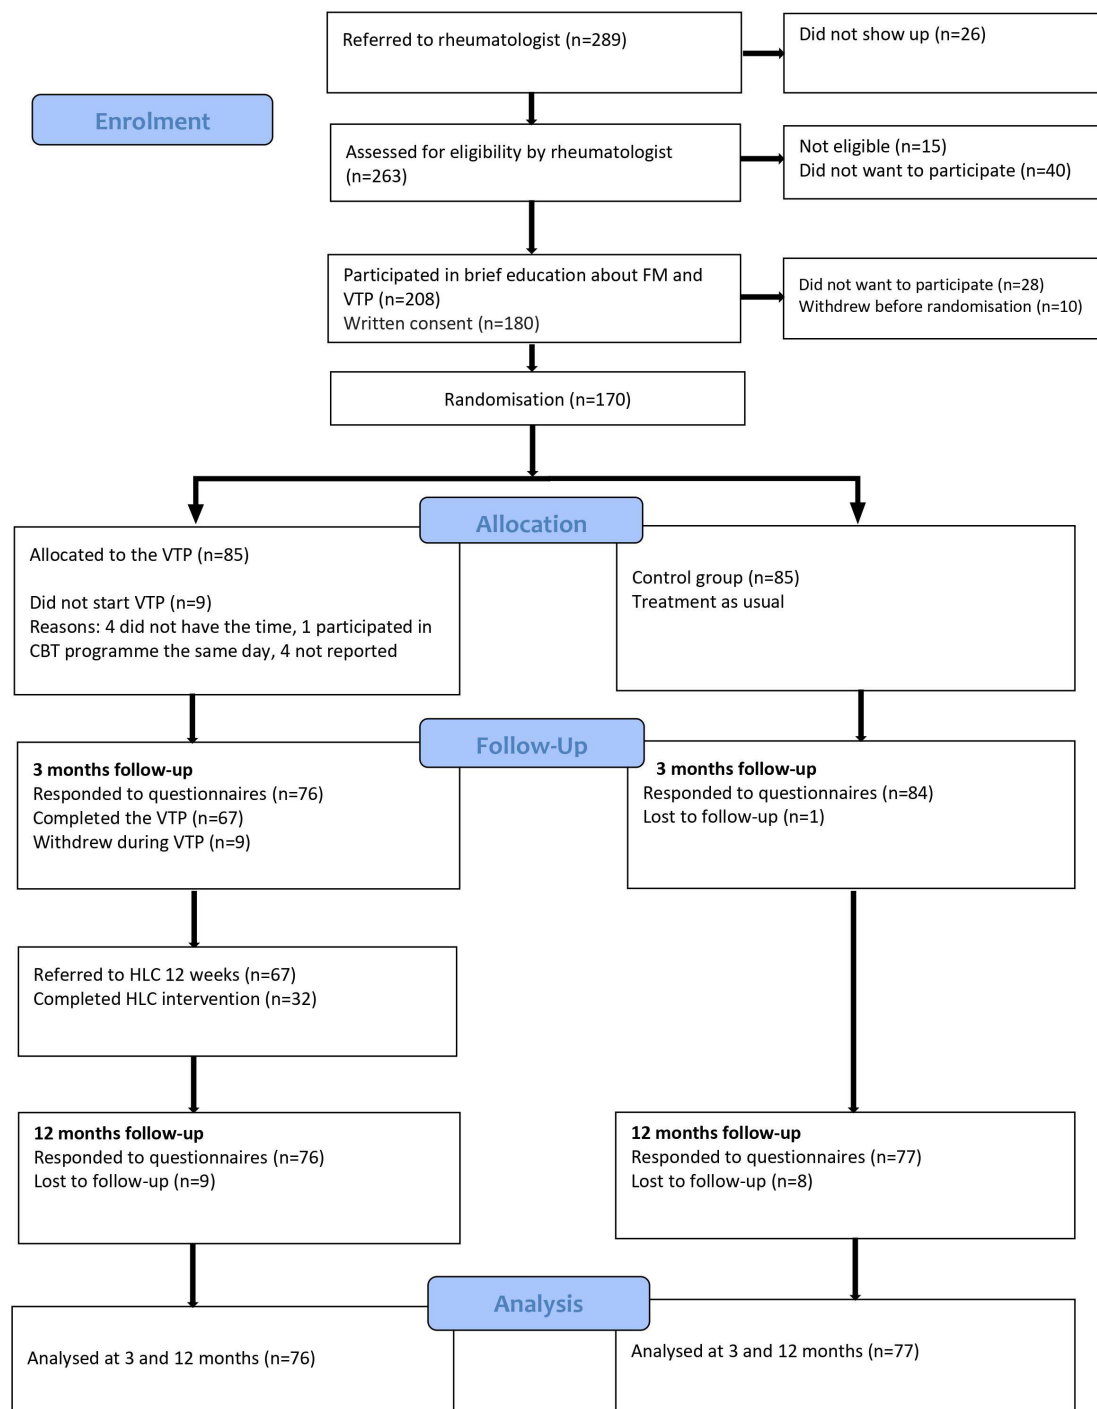 Referred to rheumatologist (n=289)
Did not show up (n=26)
Enrolment
Assessed for eligibility by rheumatologist
(n=263)
Not eligible (n=15)
Did not want to participate (n=40)
Participated in brief education about FM and
VTP (n=208)
Written consent (n=180)
Did not want to participate (n=28)
Withdrew before randomisation (n=10)
Randomisation (n=170)
Allocation
Allocated to the VTP (n=85)
Did not start VTP (n=9)
Reasons: 4 did not have the time, 1 participated in
CBT programme the same day, 4 not reported
Control group (n=85)
Treatment as usual
Follow-Up
3 months follow-up
Responded to questionnaires (n=76)
Completed the VTP (n=67)
Withdrew during VTP (n=9)
3 months follow-up
Responded to questionnaires (n=84)
Lost to follow-up (n=1)
Referred to HLC 12 weeks (n=67)
Completed HLC intervention (n=32)
12 months follow-up
Responded to questionnaires (n=76)
Lost to follow-up (n=9)
12 months follow-up
Responded to questionnaires (n=77)
Lost to follow-up (n=8)
Analysis
Analysed at 3 and 12 months (n=76)
Analysed at 3 and 12 months (n=77)